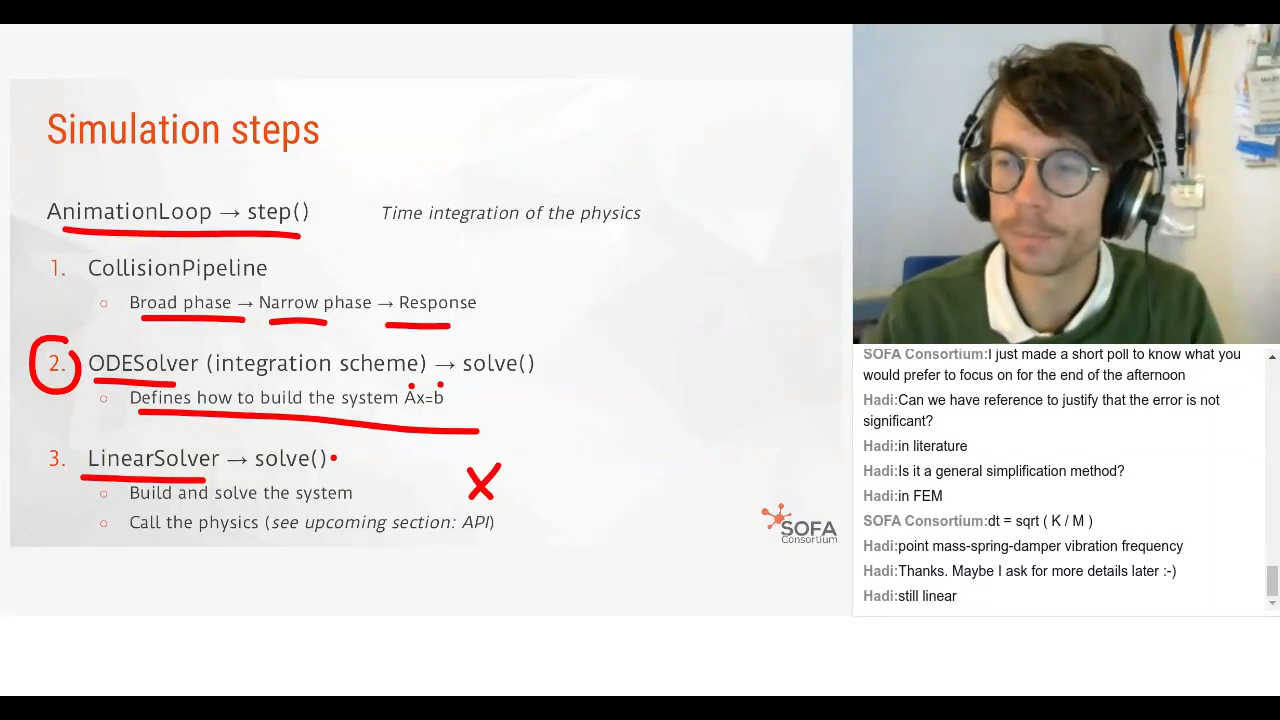 Simulation steps
AnimationLoop → step()
Time integration of the physics
1. CollisionPipeline
○ Broad phase → Narrow phase → Response
2. ODESolver (integration scheme) → solve()
○ Defines how to build the system Ax=b
3. LinearSolver → solve()
○ Build and solve the system
○ Call the physics (see upcoming section: API)
SOFA
Consortium
SOFA Consortium:I just made a short poll to know what you
would prefer to focus on for the end of the afternoon
Hadi:Can we have reference to justify that the error is not
significant?
Hadi:in literature
Hadi:Is it a general simplification method?
Hadi:in FEM
SOFA Consortium:dt = sqrt ( K / M )
Hadi:point mass-spring-damper vibration frequency
Hadi:Thanks. Maybe I ask for more details later :-)
Hadi:still linear